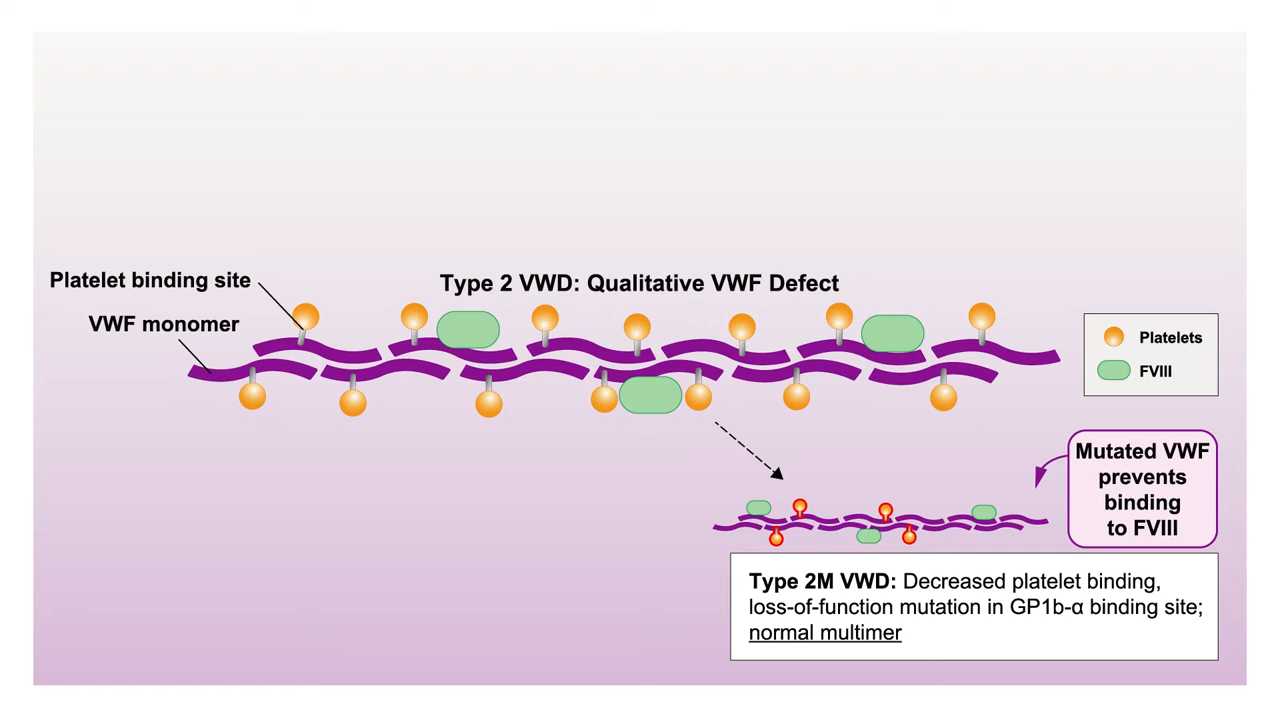 Platelet binding site
Type 2 VWD: Qualitative VWF Defect
VWF monomer
Platelets
FVIII
Mutated VWF
prevents
binding
to FVIII
Type 2M VWD: Decreased platelet binding,
loss-of-function mutation in GP1b-α binding site;
normal multimer